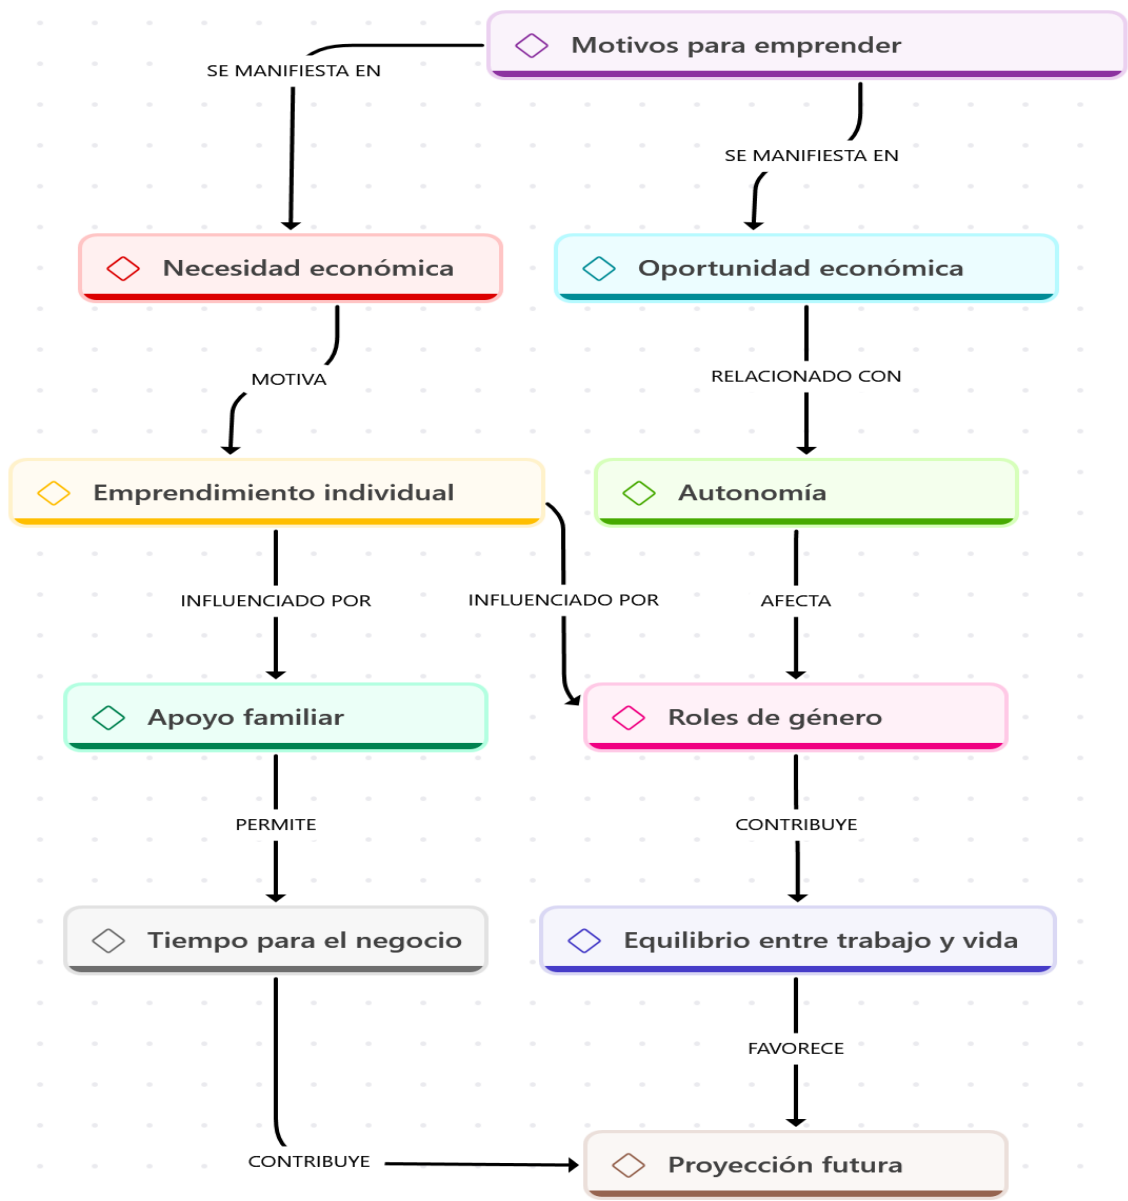 Motivos para emprender
SE MANIFIESTA EN
SE MANIFIESTA EN
Necesidad económica
Oportunidad económica
MOTIVA
RELACIONADO CON
Emprendimiento individual
Autonomía
INFLUENCIADO POR
INFLUENCIADO POR
AFECTA
Apoyo familiar
Roles de género
PERMITE
CONTRIBUYE
Tiempo para el negocio
Equilibrio entre trabajo y vida
FAVORECE
CONTRIBUYE
Proyección futura